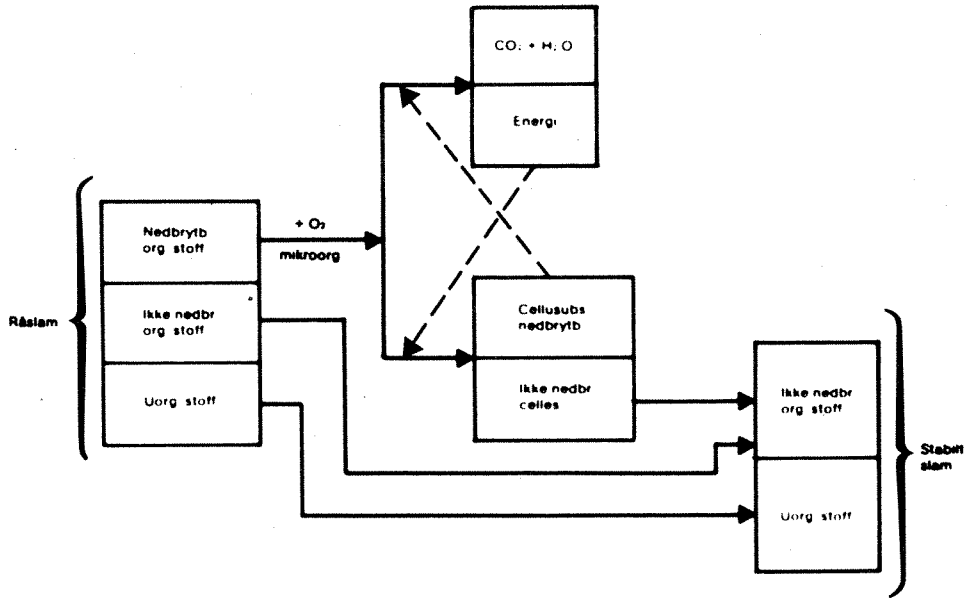 CO₂ + H₂O
Energi
Nedbrytb
org stoff
+ O₂
mikroorg
Råslam
Ikke nedbr
org stoff
Uorg stoff
Cellusubs
nedbrytb
Ikke nedbr
celles
Ikke nedbr
org stoff
Uorg stoff
Stabilt
slam